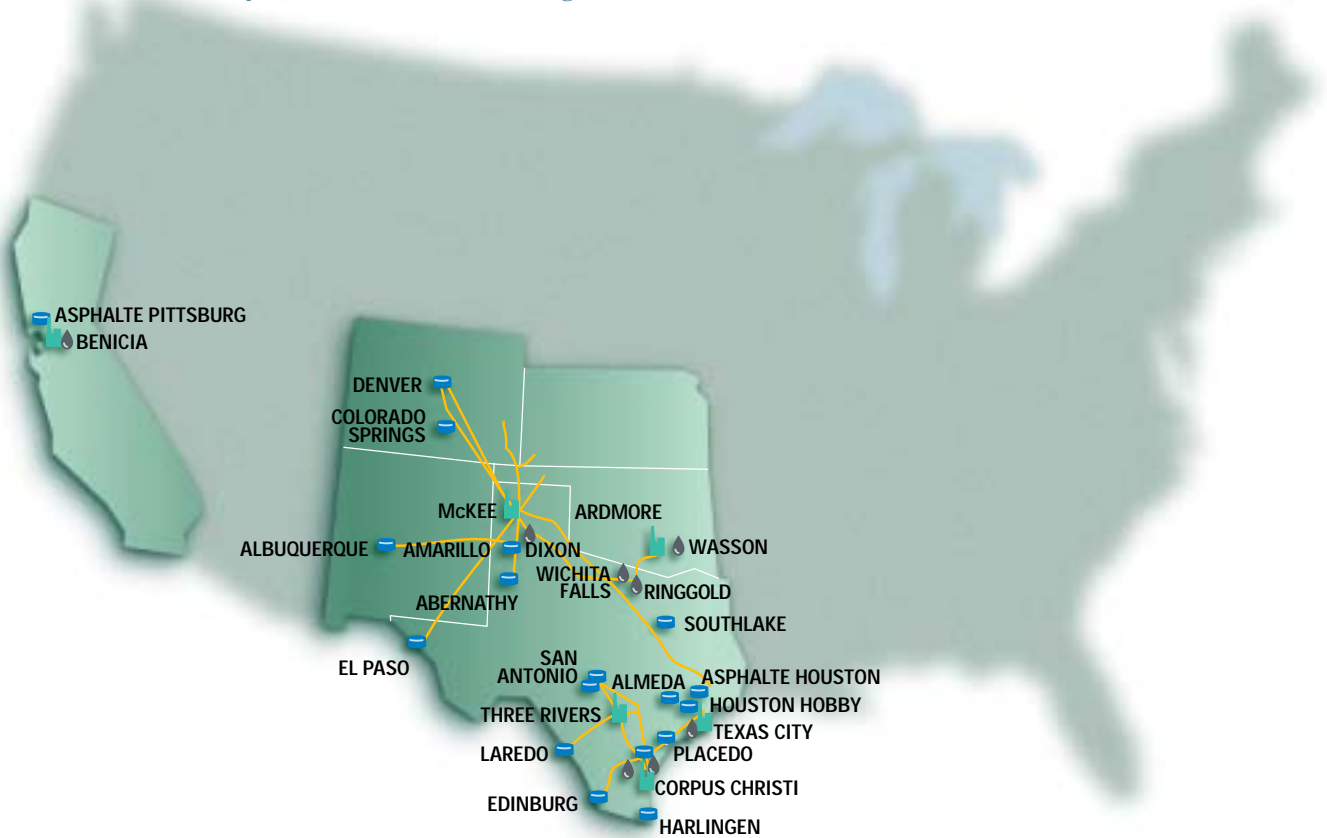 ASPHALTE PITTSBURG
BENICIA
DENVER
COLORADO
SPRINGS
McKEE
ARDMORE
ALBUQUERQUE
AMARILLO
DIXON
WASSON
WICHITA
FALLS
RINGGOLD
ABERNATHY
SOUTHLAKE
EL PASO
SAN
ANTONIO
ALMEDA
ASPHALTE HOUSTON
HOUSTON HOBBY
THREE RIVERS
TEXAS CITY
LAREDO
PLACEDO
CORPUS CHRISTI
EDINBURG
HARLINGEN